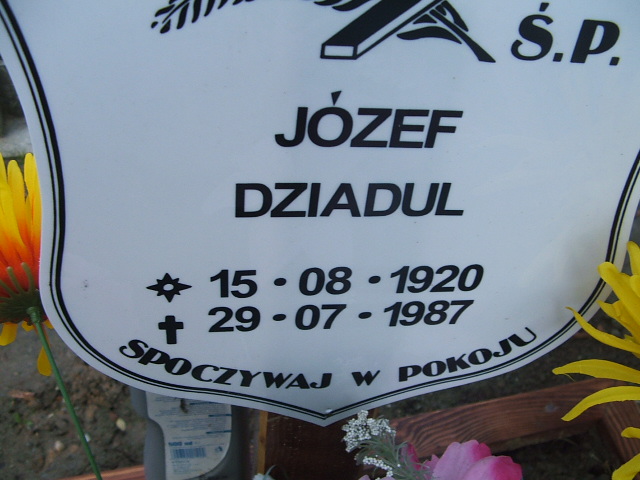 Ś.P.
JÓZEF
DZIADUL
15 • 08 • 1920
29 • 07 • 1987
SPOCZYWAJ W POKOJU